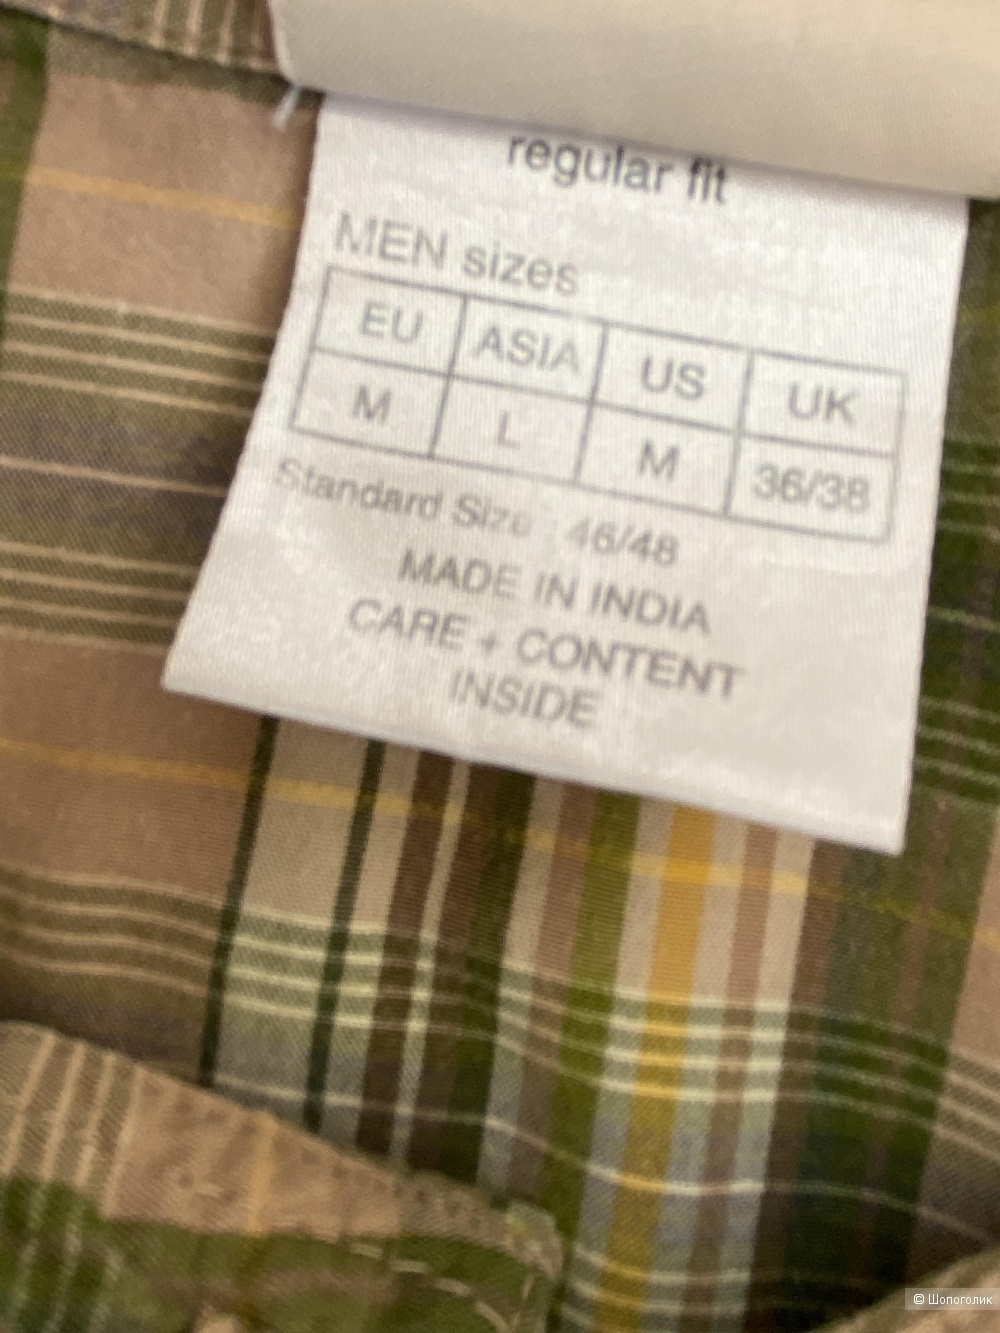 regular fit
MEN sizes
EU ASIA US UK
M L M 36/38
Standard Size 46/48
MADE IN INDIA
CARE + CONTENT
INSIDE
© Шопоголик